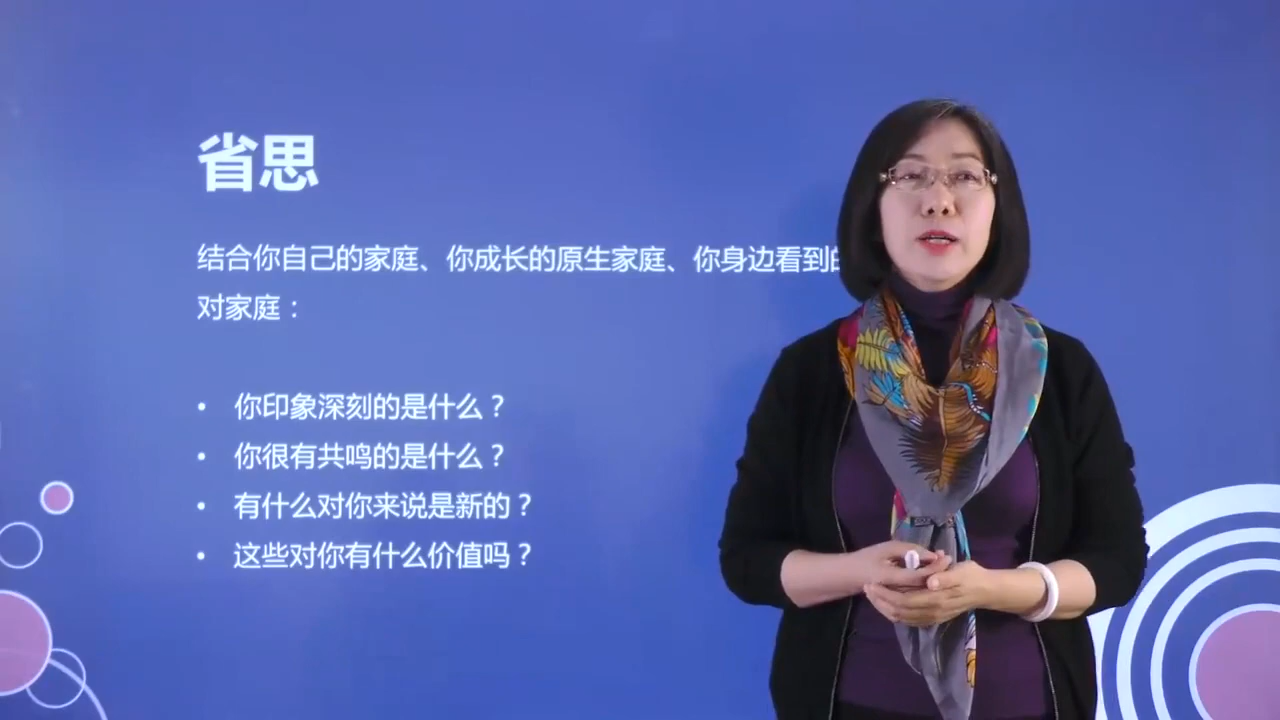 省思
结合你自己的家庭、你成长的原生家庭、你身边看到的
对家庭：
• 你印象深刻的是什么？
• 你很有共鸣的是什么？
• 有什么对你来说是新的？
• 这些对你有什么价值吗？